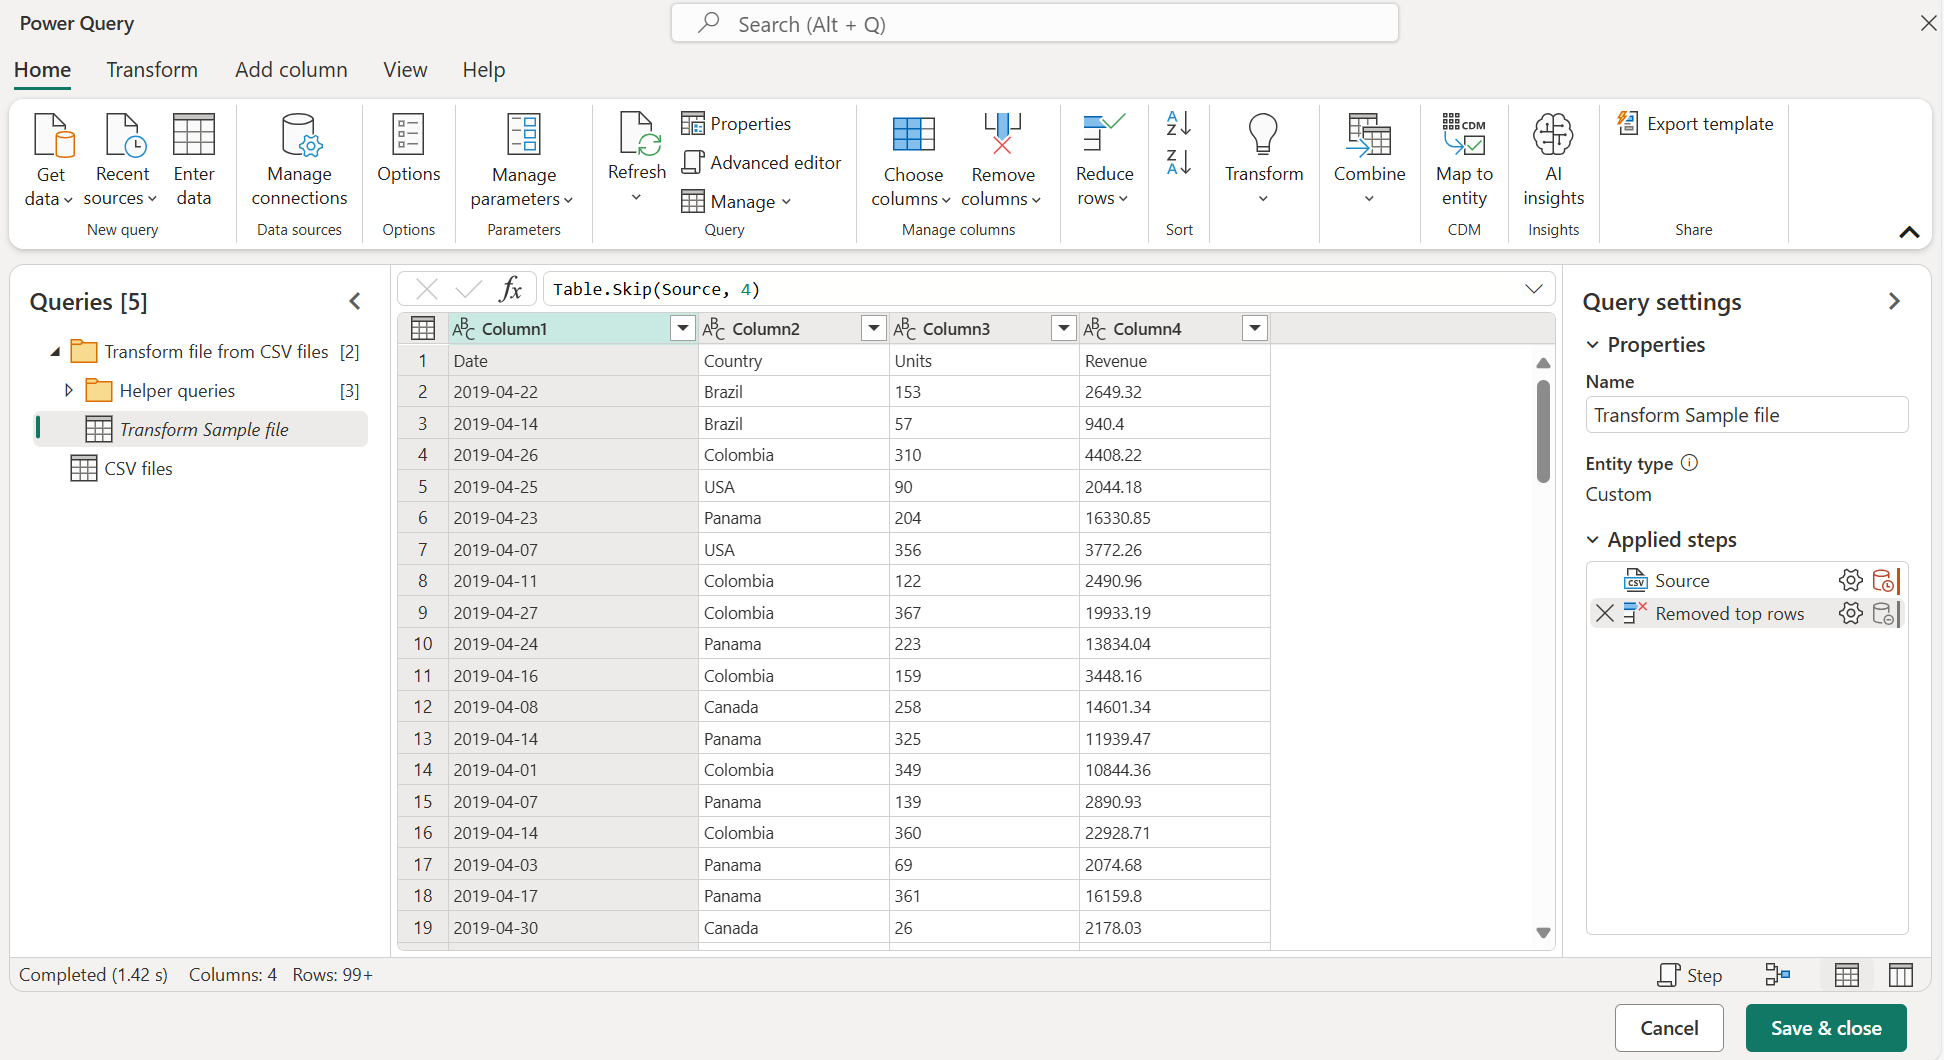 Power Query
Search (Alt + Q)
Home Transform Add column View Help
Get data
Recent sources
Enter data
New query
Manage connections
Data sources
Options
Options
Manage parameters
Parameters
Refresh
Properties
Advanced editor
Manage
Query
Choose columns
Remove columns
Manage columns
Reduce rows
A Z
Z A
Sort
Transform
Combine
CDM
Map to entity
CDM
AI insights
Insights
Export template
Share
Queries [5]
Transform file from CSV files [2]
Helper queries [3]
Transform Sample file
CSV files
fx Table.Skip(Source, 4)
ABC Column1 ABC Column2 ABC Column3 ABC Column4
1 Date Country Units Revenue
2 2019-04-22 Brazil 153 2649.32
3 2019-04-14 Brazil 57 940.4
4 2019-04-26 Colombia 310 4408.22
5 2019-04-25 USA 90 2044.18
6 2019-04-23 Panama 204 16330.85
7 2019-04-07 USA 356 3772.26
8 2019-04-11 Colombia 122 2490.96
9 2019-04-27 Colombia 367 19933.19
10 2019-04-24 Panama 223 13834.04
11 2019-04-16 Colombia 159 3448.16
12 2019-04-08 Canada 258 14601.34
13 2019-04-14 Panama 325 11939.47
14 2019-04-01 Colombia 349 10844.36
15 2019-04-07 Panama 139 2890.93
16 2019-04-14 Colombia 360 22928.71
17 2019-04-03 Panama 69 2074.68
18 2019-04-17 Panama 361 16159.8
19 2019-04-30 Canada 26 2178.03
Query settings
Properties
Name
Transform Sample file
Entity type
Custom
Applied steps
CSV Source
Removed top rows
Completed (1.42 s) Columns: 4 Rows: 99+
Step
Cancel
Save & close